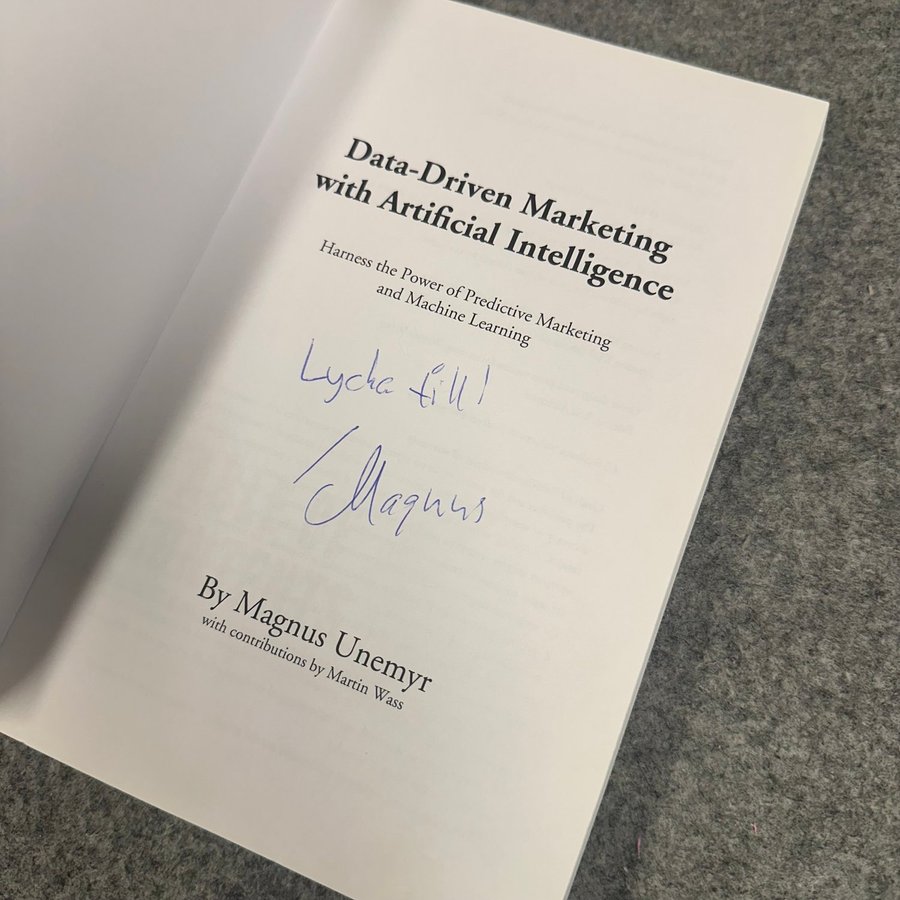 Data-Driven Marketing
with Artificial Intelligence
Harness the Power of Predictive Marketing
and Machine Learning
Lycka till!
/Magnus
By Magnus Unemyr
with contributions by Martin Wass